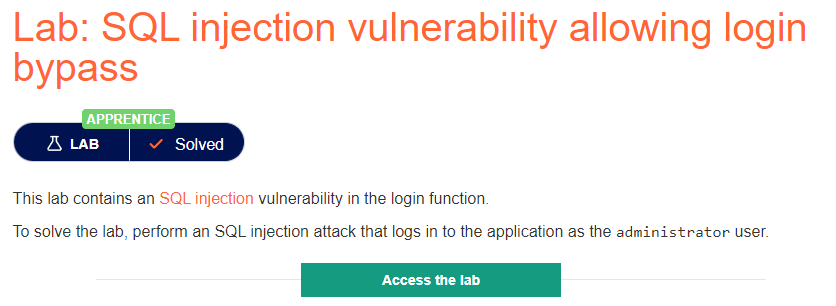 Lab: SQL injection vulnerability allowing login
bypass
APPRENTICE
LAB Solved
This lab contains an SQL injection vulnerability in the login function.
To solve the lab, perform an SQL injection attack that logs in to the application as the administrator user.
Access the lab